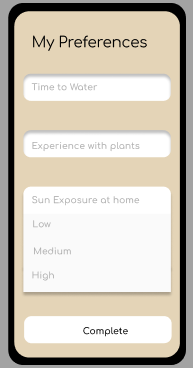 My Preferences
Time to Water
Experience with plants
Sun Exposure at home
Low
Medium
High
Complete